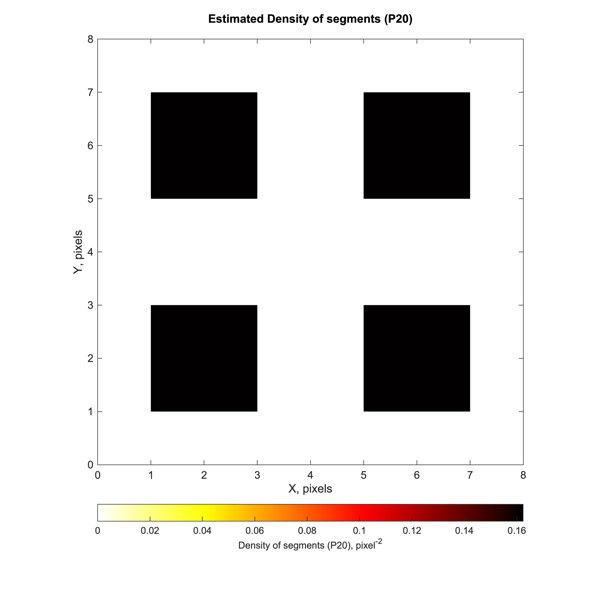 Estimated Density of segments (P20)
8
7
6
5
4
3
2
1
0
Y, pixels
0 1 2 3 4 5 6 7 8
X, pixels
0 0.02 0.04 0.06 0.08 0.1 0.12 0.14 0.16
Density of segments (P20), pixel-2